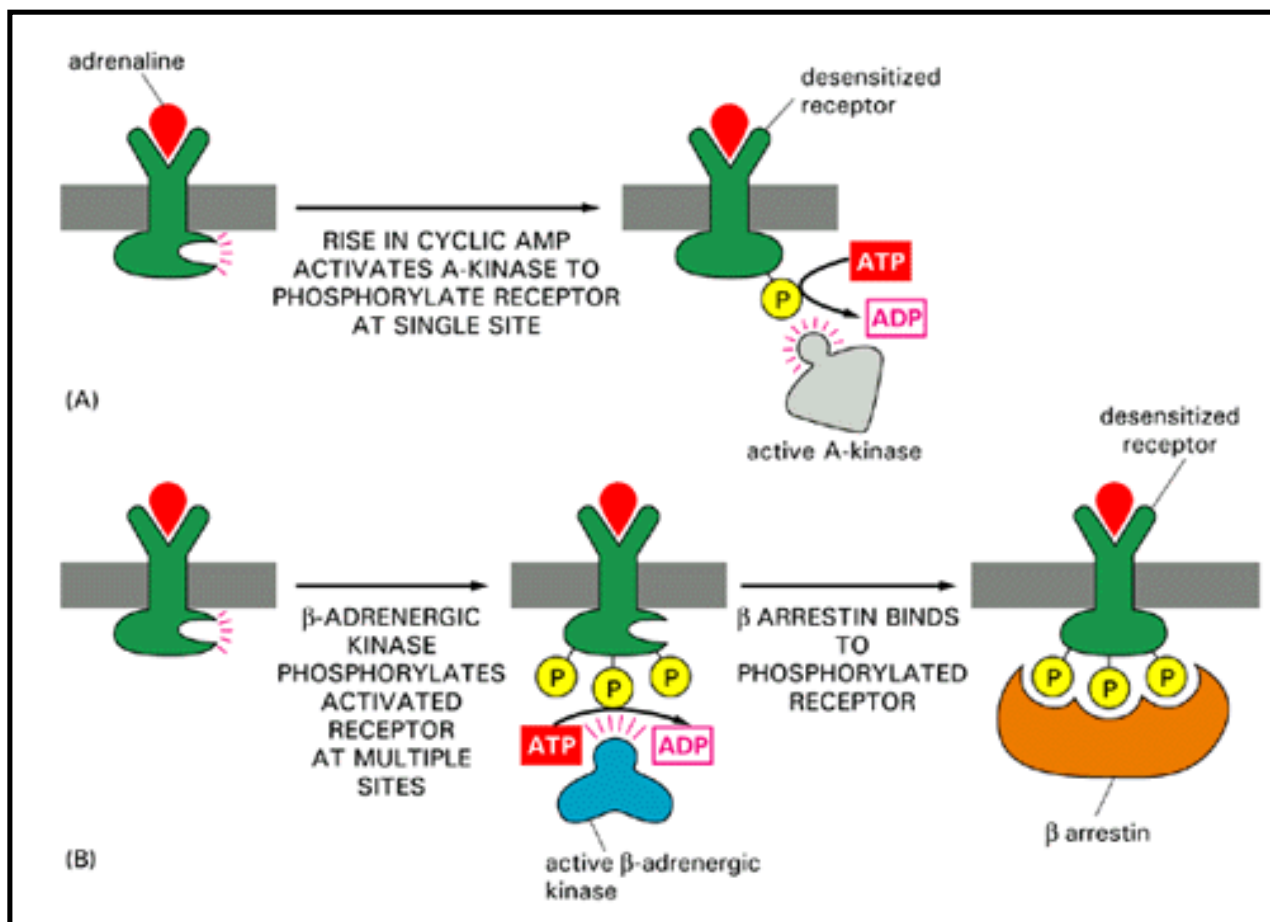 adrenaline
desensitized
receptor
RISE IN CYCLIC AMP
ACTIVATES A-KINASE TO
PHOSPHORYLATE RECEPTOR
AT SINGLE SITE
P
ATP
ADP
active A-kinase
(A)
desensitized
receptor
β-ADRENERGIC
KINASE
PHOSPHORYLATES
ACTIVATED
RECEPTOR
AT MULTIPLE
SITES
P P P
ATP ADP
active β-adrenergic
kinase
β ARRESTIN BINDS
TO
PHOSPHORYLATED
RECEPTOR
P P P
β arrestin
(B)